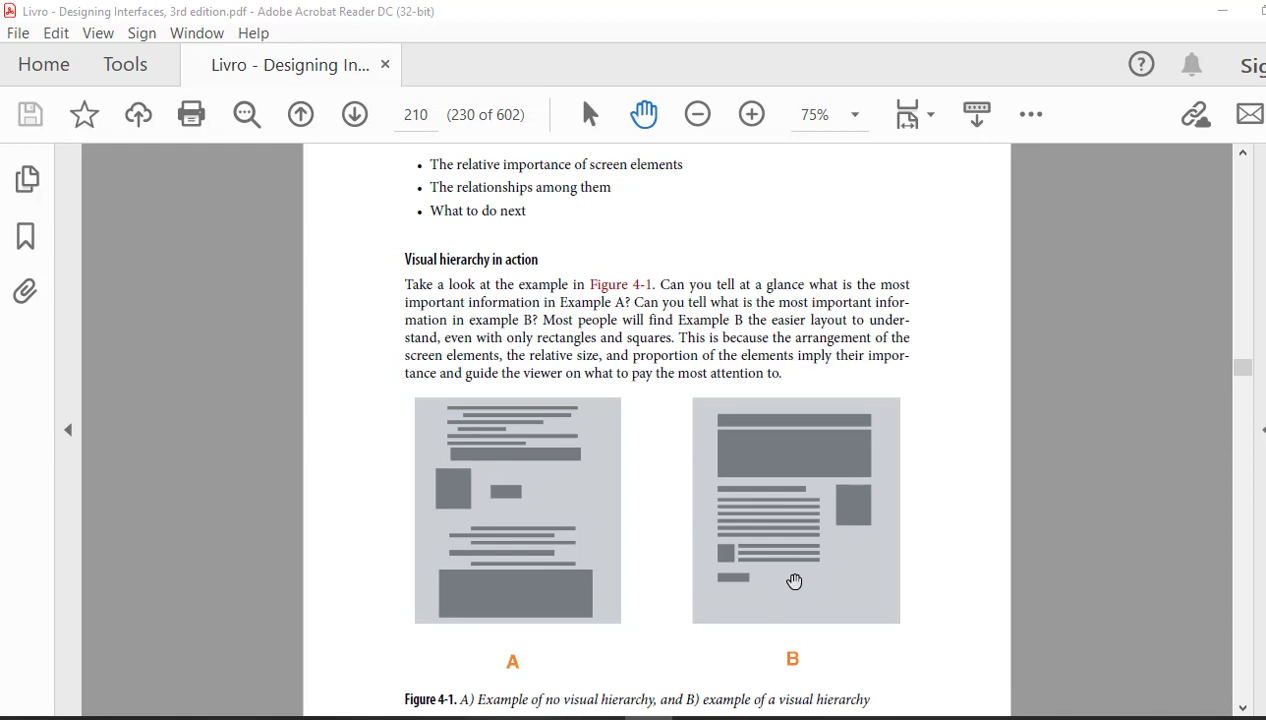 Livro - Designing Interfaces, 3rd edition.pdf - Adobe Acrobat Reader DC (32-bit)
File Edit View Sign Window Help
Home Tools Livro - Designing In... ×
210 (230 of 602) 75%
• The relative importance of screen elements
• The relationships among them
• What to do next
Visual hierarchy in action
Take a look at the example in Figure 4-1. Can you tell at a glance what is the most
important information in Example A? Can you tell what is the most important infor-
mation in example B? Most people will find Example B the easier layout to under-
stand, even with only rectangles and squares. This is because the arrangement of the
screen elements, the relative size, and proportion of the elements imply their impor-
tance and guide the viewer on what to pay the most attention to.
A B
Figure 4-1. A) Example of no visual hierarchy, and B) example of a visual hierarchy